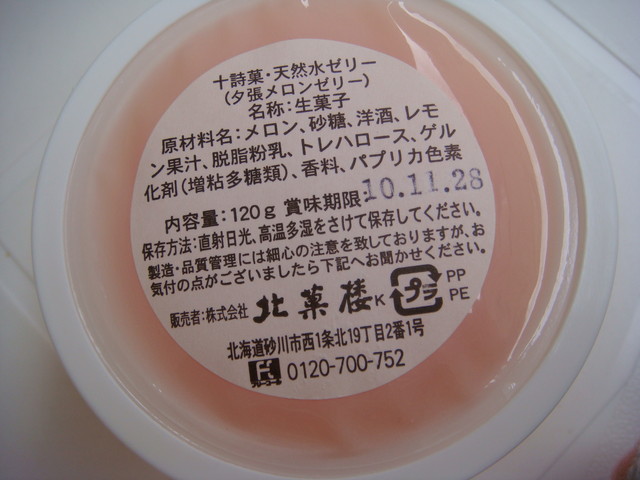 十詩菓・天然水ゼリー
(夕張メロンゼリー)
名称:生菓子
原材料名:メロン、砂糖、洋酒、レモ
ン果汁、脱脂粉乳、トレハロース、ゲル
化剤(増粘多糖類)、香料、パプリカ色素
内容量:120g 賞味期限:10.11.28
保存方法:直射日光、高温多湿をさけて保存してください。
製造・品質管理には細心の注意を致しておりますが、お
気付の点がございましたら下記へお聞かせください。
販売者:株式会社 北菓楼K プラ PP
PE
北海道砂川市西1条北19丁目2番1号
0120-700-752